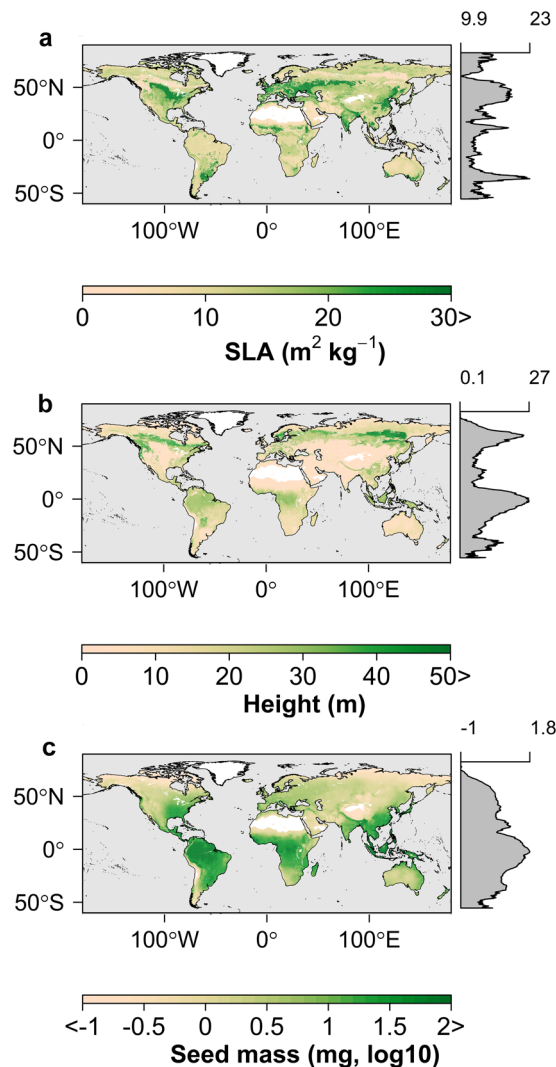 9.9 23
a
50°N
0°
50°S
100°W 0° 100°E
0 10 20 30>
SLA (m² kg⁻¹)
0.1 27
b
50°N
0°
50°S
100°W 0° 100°E
0 10 20 30 40 50>
Height (m)
-1 1.8
c
50°N
0°
50°S
100°W 0° 100°E
<-1 -0.5 0 0.5 1 1.5 2>
Seed mass (mg, log10)